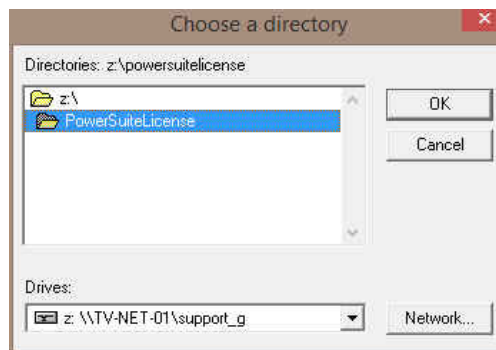 Choose a directory
Directories: z:\powersuitelicense
z:\
PowerSuiteLicense
OK
Cancel
Drives:
z: \\TV-NET-01\support_g
Network...